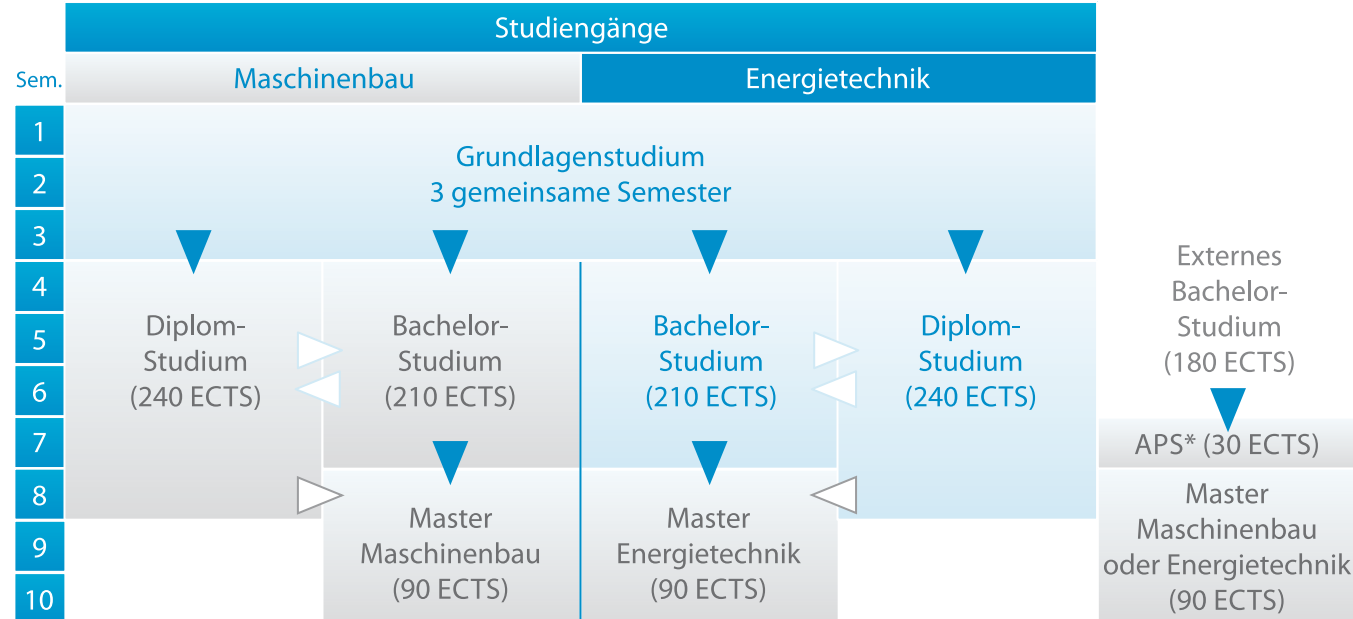 Studiengänge
Sem.
Maschinenbau
Energietechnik
1
2
3
4
5
6
7
8
9
10
Grundlagenstudium
3 gemeinsame Semester
Diplom-
Studium
(240 ECTS)
Bachelor-
Studium
(210 ECTS)
Bachelor-
Studium
(210 ECTS)
Diplom-
Studium
(240 ECTS)
Master
Maschinenbau
(90 ECTS)
Master
Energietechnik
(90 ECTS)
Externes
Bachelor-
Studium
(180 ECTS)
APS* (30 ECTS)
Master
Maschinenbau
oder Energietechnik
(90 ECTS)